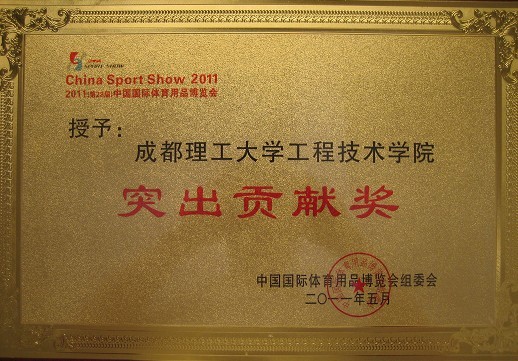 China Sport Show 2011
2011(第28届)中国国际体育用品博览会
授予：
成都理工大学工程技术学院
突出贡献奖
中国国际体育用品博览会组委会
二〇一一年五月